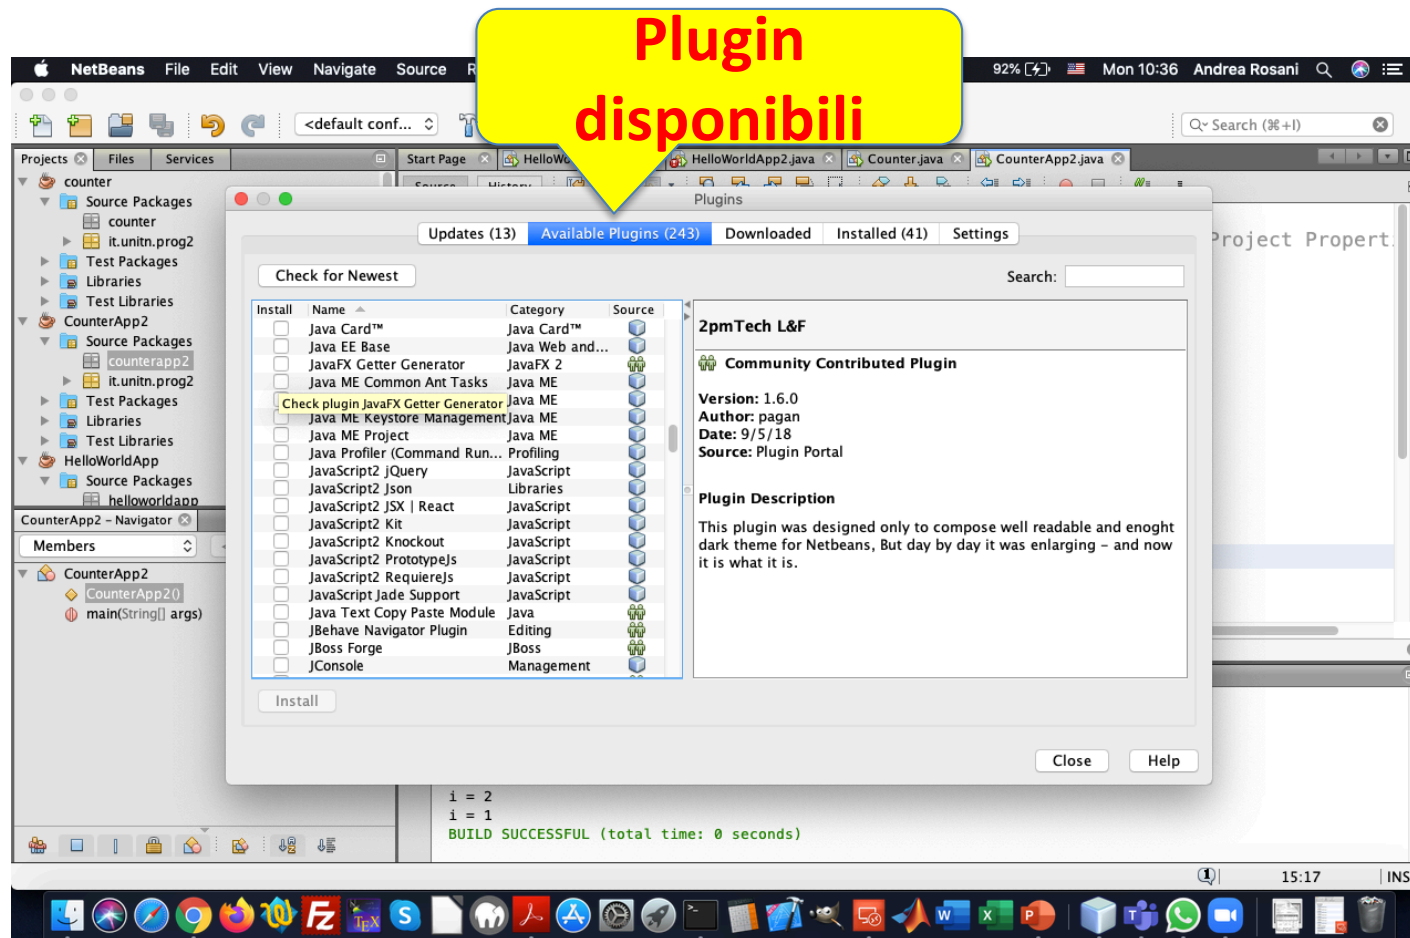 Plugin
disponibili
NetBeans File Edit View Navigate Source
92% Mon 10:36 Andrea Rosani
<default conf...
Search (⌘+I)
Projects Files Services
Start Page HelloWo HelloWorldApp2.java Counter.java CounterApp2.java
Source History
counter
Source Packages
counter
it.unitn.prog2
Test Packages
Libraries
Test Libraries
CounterApp2
Source Packages
counterapp2
it.unitn.prog2
Test Packages
Libraries
Test Libraries
HelloWorldApp
Source Packages
helloworldapp
CounterApp2 – Navigator
Members
CounterApp2
CounterApp2()
main(String[] args)
Plugins
Updates (13) Available Plugins (243) Downloaded Installed (41) Settings
Project Propert
Check for Newest
Search:
Install Name Category Source
Java Card™ Java Card™
Java EE Base Java Web and...
JavaFX Getter Generator JavaFX 2
Java ME Common Ant Tasks Java ME
Check plugin JavaFX Getter Generator Java ME
Java ME Keystore Management Java ME
Java ME Project Java ME
Java Profiler (Command Run... Profiling
JavaScript2 jQuery JavaScript
JavaScript2 Json Libraries
JavaScript2 JSX | React JavaScript
JavaScript2 Kit JavaScript
JavaScript2 Knockout JavaScript
JavaScript2 PrototypeJs JavaScript
JavaScript2 RequiereJs JavaScript
JavaScript Jade Support JavaScript
Java Text Copy Paste Module Java
JBehave Navigator Plugin Editing
JBoss Forge JBoss
JConsole Management
Install
2pmTech L&F
Community Contributed Plugin
Version: 1.6.0
Author: pagan
Date: 9/5/18
Source: Plugin Portal
Plugin Description
This plugin was designed only to compose well readable and enoght
dark theme for Netbeans, But day by day it was enlarging – and now
it is what it is.
Close Help
i = 2
i = 1
BUILD SUCCESSFUL (total time: 0 seconds)
15:17 INS